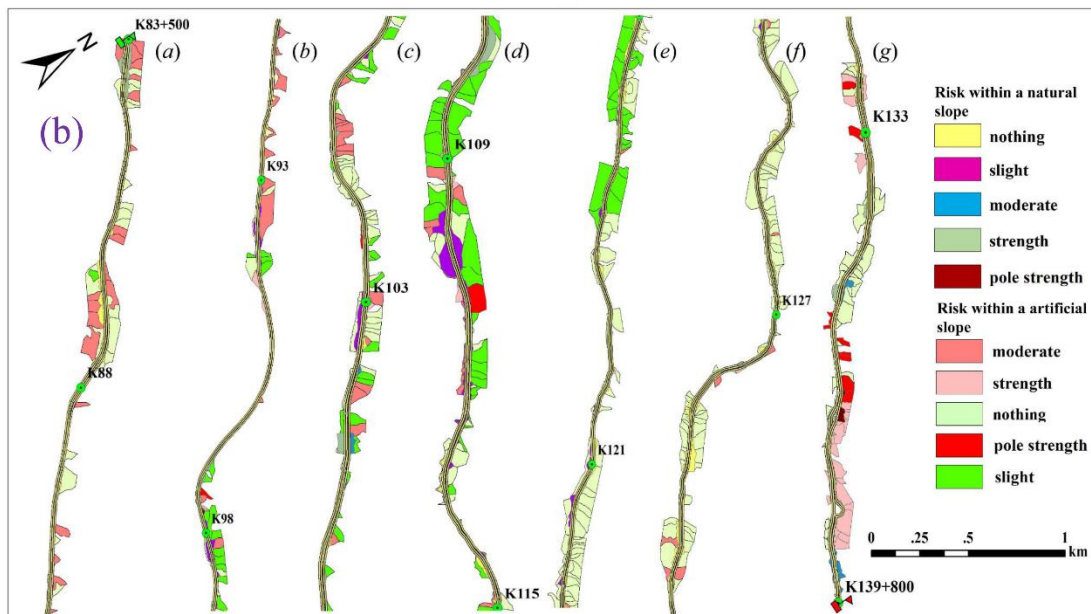 K83+500
N
(a)
(b)
(c)
(d)
(e)
(f)
(g)
(b)
K88
K93
K98
K103
K109
K115
K121
K127
K133
K139+800
Risk within a natural
slope
nothing
slight
moderate
strength
pole strength
Risk within a artificial
slope
moderate
strength
nothing
pole strength
slight
0 .25 .5 1
km